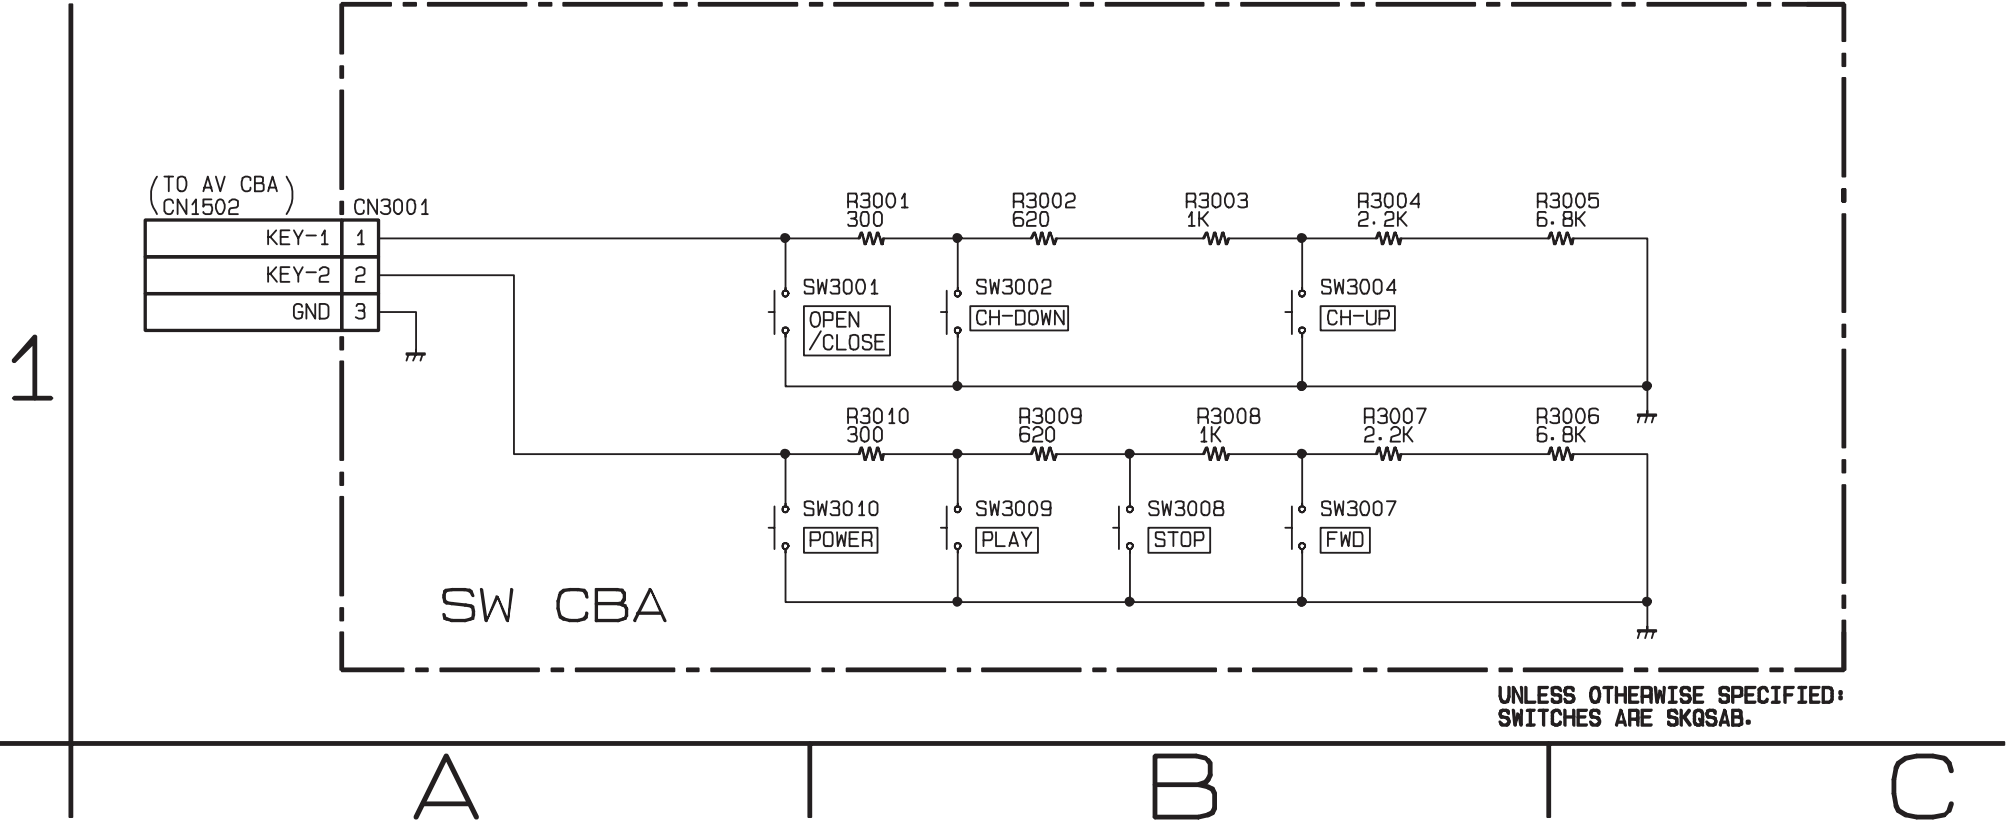 (TO AV CBA)
CN1502
CN3001
KEY-1 1
KEY-2 2
GND 3
R3001
300
R3002
620
R3003
1K
R3004
2.2K
R3005
6.8K
SW3001
OPEN
/CLOSE
SW3002
CH-DOWN
SW3004
CH-UP
R3010
300
R3009
620
R3008
1K
R3007
2.2K
R3006
6.8K
SW3010
POWER
SW3009
PLAY
SW3008
STOP
SW3007
FWD
SW CBA
UNLESS OTHERWISE SPECIFIED:
SWITCHES ARE SKQSAB.
1
A B C